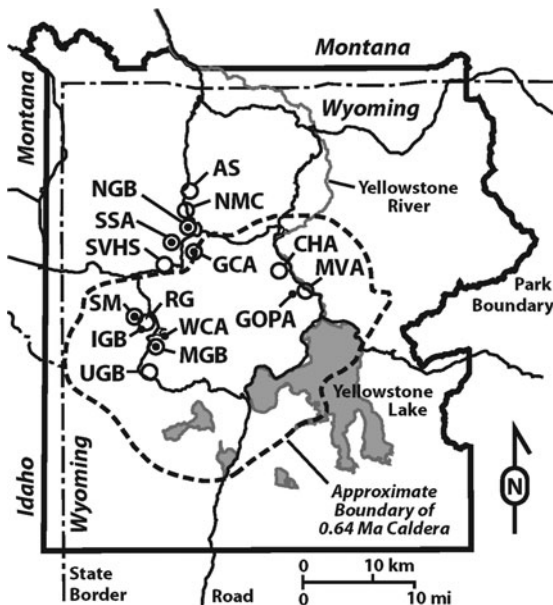 Montana
Montana
Wyoming
AS
NGB
NMC
Yellowstone
River
SSA
SVHS
GCA
CHA
MVA
Park
Boundary
SM
RG
GOPA
IGB
WCA
MGB
UGB
Yellowstone
Lake
Idaho
Wyoming
Approximate
Boundary of
0.64 Ma Caldera
N
State
Border
Road
0 10 km
0 10 mi